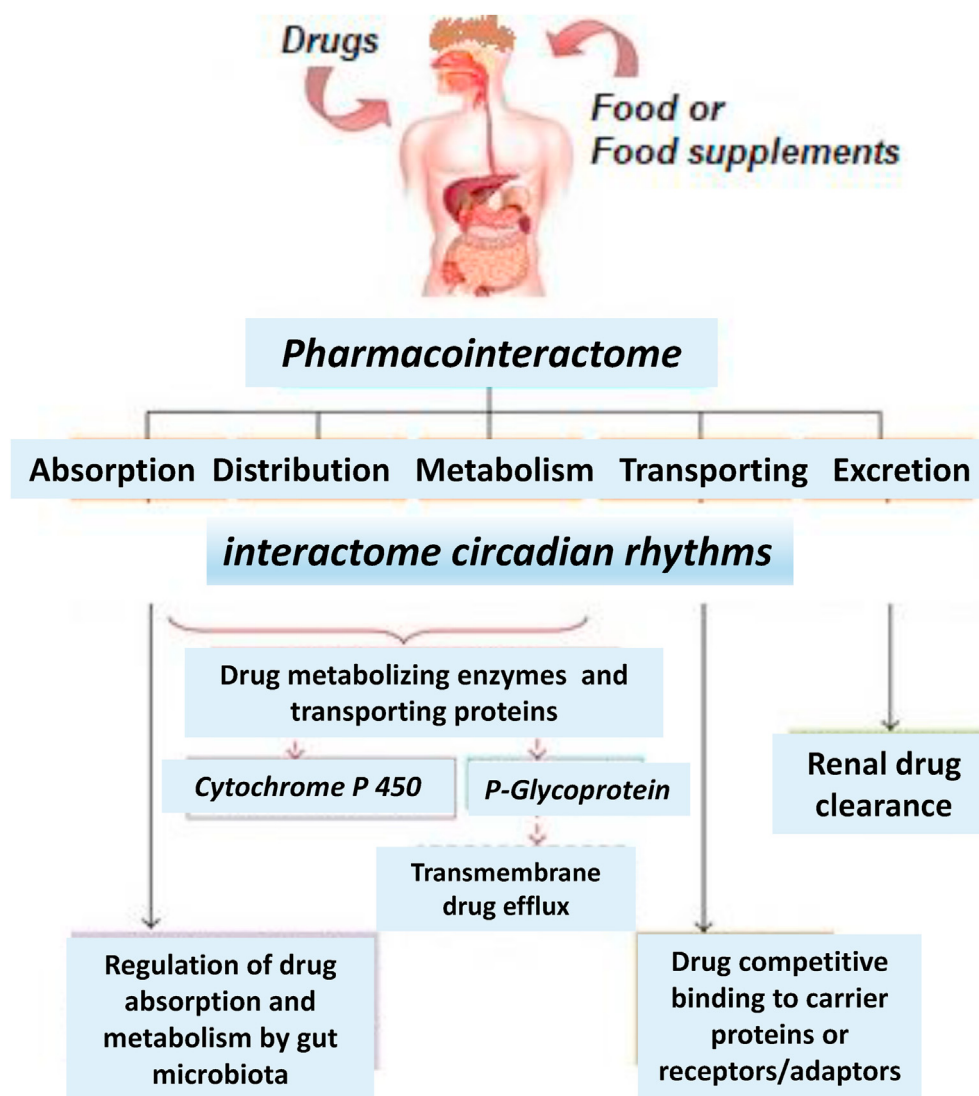 Drugs
Food or
Food supplements
Pharmacointeractome
Absorption Distribution Metabolism Transporting Excretion
interactome circadian rhythms
Drug metabolizing enzymes and
transporting proteins
Cytochrome P 450
P-Glycoprotein
Renal drug
clearance
Transmembrane
drug efflux
Regulation of drug
absorption and
metabolism by gut
microbiota
Drug competitive
binding to carrier
proteins or
receptors/adaptors